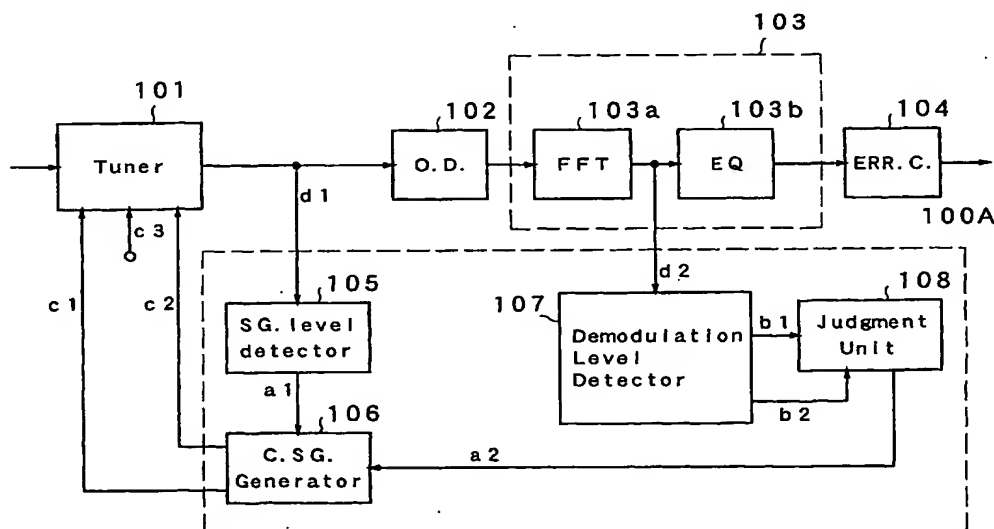 103
101
102
103a
103b
104
Tuner
O.D.
FFT
EQ
ERR.C.
100A
d1
c3
d2
c1
c2
105
107
108
SG. level
detector
Demodulation
Level
Detector
b1
Judgment
Unit
a1
b2
106
C. SG.
Generator
a2